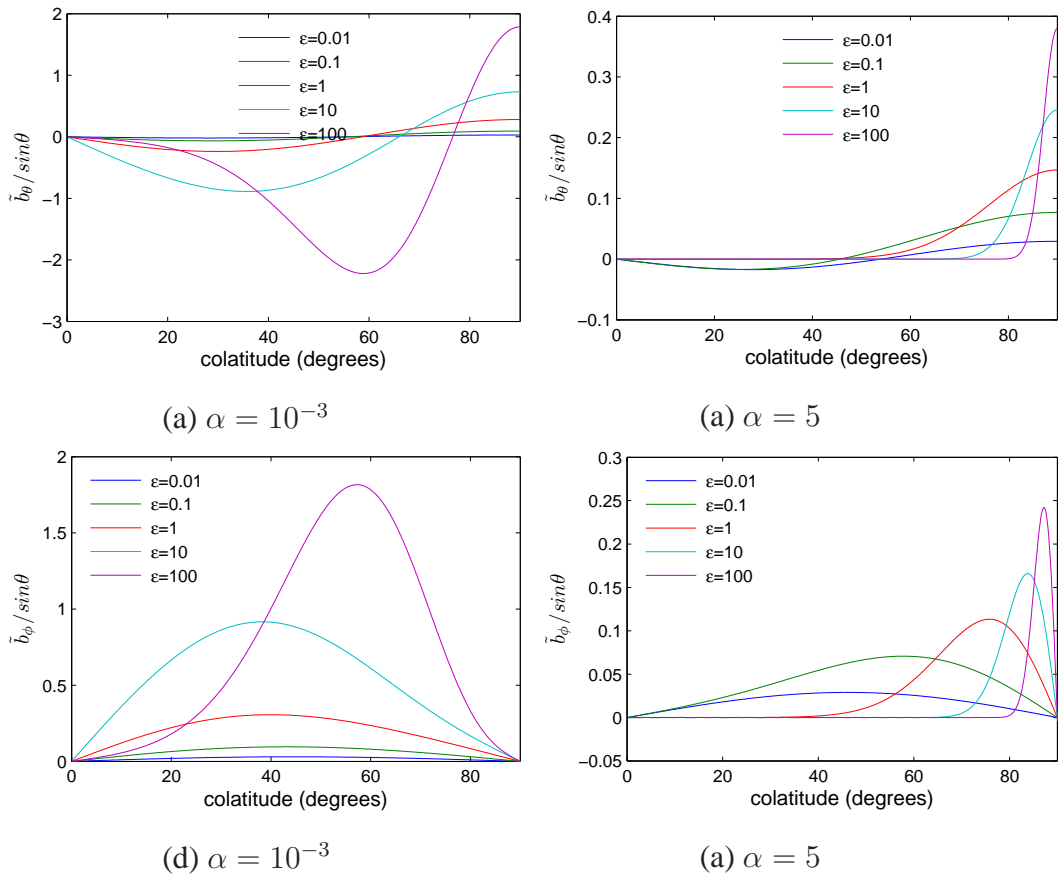 2
1
0
−1
−2
−3
0 20 40 60 80
ε=0.01
ε=0.1
ε=1
ε=10
ε=100
b̃_θ/sinθ
colatitude (degrees)
(a) α = 10⁻³
0.4
0.3
0.2
0.1
0
−0.1
0 20 40 60 80
ε=0.01
ε=0.1
ε=1
ε=10
ε=100
b̃_θ/sinθ
colatitude (degrees)
(a) α = 5
2
1.5
1
0.5
0
0 20 40 60 80
ε=0.01
ε=0.1
ε=1
ε=10
ε=100
b̃_ϕ/sinθ
colatitude (degrees)
(d) α = 10⁻³
0.3
0.25
0.2
0.15
0.1
0.05
0
−0.05
0 20 40 60 80
ε=0.01
ε=0.1
ε=1
ε=10
ε=100
b̃_ϕ/sinθ
colatitude (degrees)
(a) α = 5